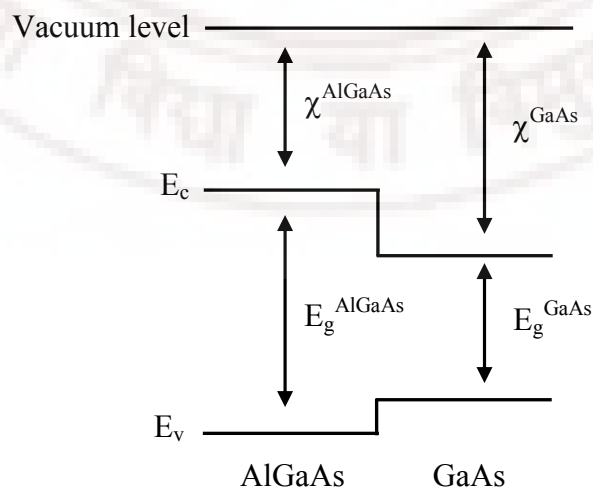 Vacuum level
χ^AlGaAs
χ^GaAs
E_c
E_g^AlGaAs
E_g^GaAs
E_v
AlGaAs GaAs